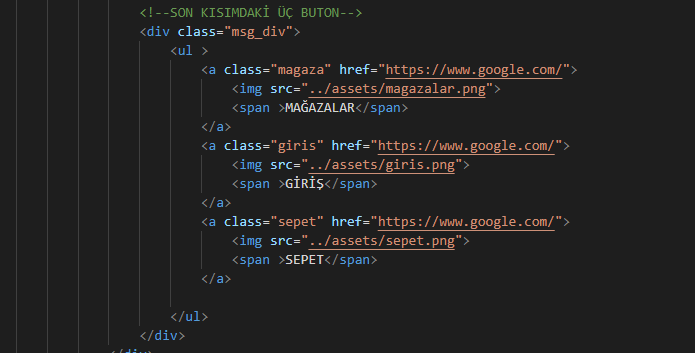 <!--SON KISIMDAKİ ÜÇ BUTON-->
<div class="msg_div">
<ul >
<a class="magaza" href="https://www.google.com/">
<img src="../assets/magazalar.png">
<span >MAĞAZALAR</span>
</a>
<a class="giris" href="https://www.google.com/">
<img src="../assets/giris.png">
<span >GİRİŞ</span>
</a>
<a class="sepet" href="https://www.google.com/">
<img src="../assets/sepet.png">
<span >SEPET</span>
</a>
</ul>
</div>
</div>